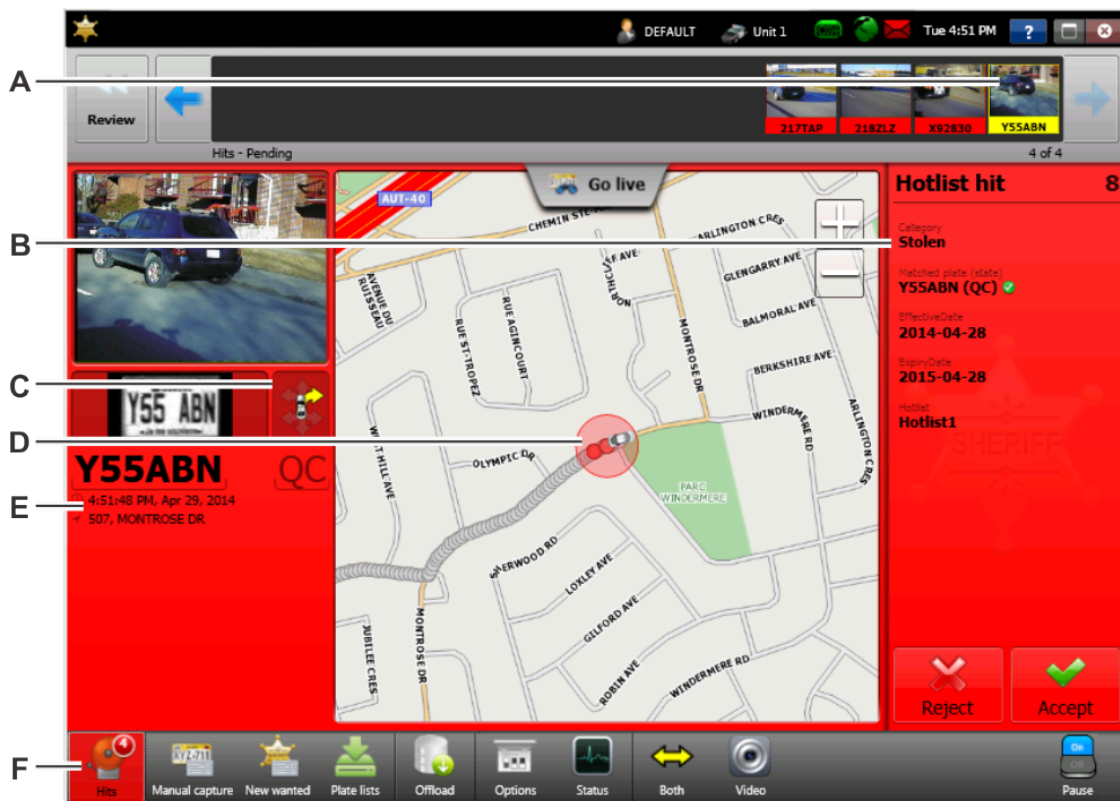 DEFAULT
Unit 1
Tue 4:51 PM
?
A
Review
217TAP
218ZLZ
X92830
Y55ABN
Hits - Pending
4 of 4
Go live
Hotlist hit
8
AUT-40
CHEMIN STE-
ARLINGTON CRES
B
Category
Stolen
Matched plate (state)
Y55ABN (QC)
EffectiveDate
2014-04-28
ExpiryDate
2015-04-28
Hotlist
Hotlist1
SHERIFF
AVENUE DU
RUISSEAU
RUE ST-TROPEZ
RUE AGINCOURT
GLENGARRY AVE
BALMORAL AVE
MONTROSE DR
BERKSHIRE AVE
ARLINGTON CRES
WINDERMERE RD
C
Y55 ABN
D
WEST HILL AVE
OLYMPIC DR
PARC
WINDERMERE
Y55ABN
QC
E
4:51:48 PM, Apr 29, 2014
507, MONTROSE DR
SHERWOOD RD
LOXLEY AVE
GILFORD AVE
ROBIN AVE
WINDERMERE RD
MONTROSE DR
JUBILEE CRES
Reject
Accept
F
4
Hits
XYZ-711
Manual capture
New wanted
Plate lists
Offload
Options
Status
Both
Video
On
Off
Pause